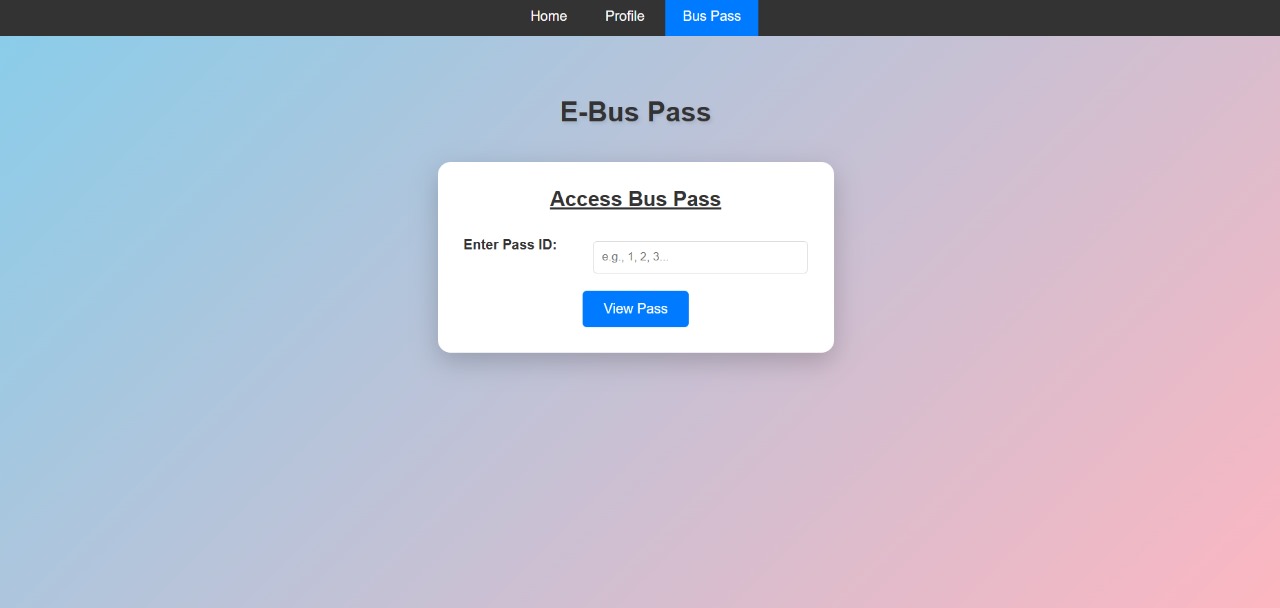 Home Profile Bus Pass
E-Bus Pass
Access Bus Pass
Enter Pass ID: e.g., 1, 2, 3...
View Pass